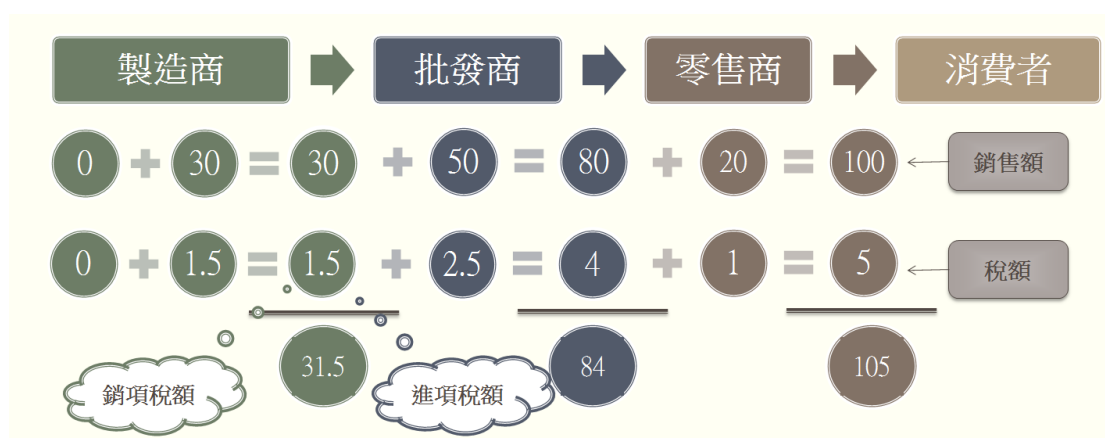 製造商 批發商 零售商 消費者
0 + 30 = 30 + 50 = 80 + 20 = 100 銷售額
0 + 1.5 = 1.5 + 2.5 = 4 + 1 = 5 稅額
31.5 84 105
銷項稅額 進項稅額